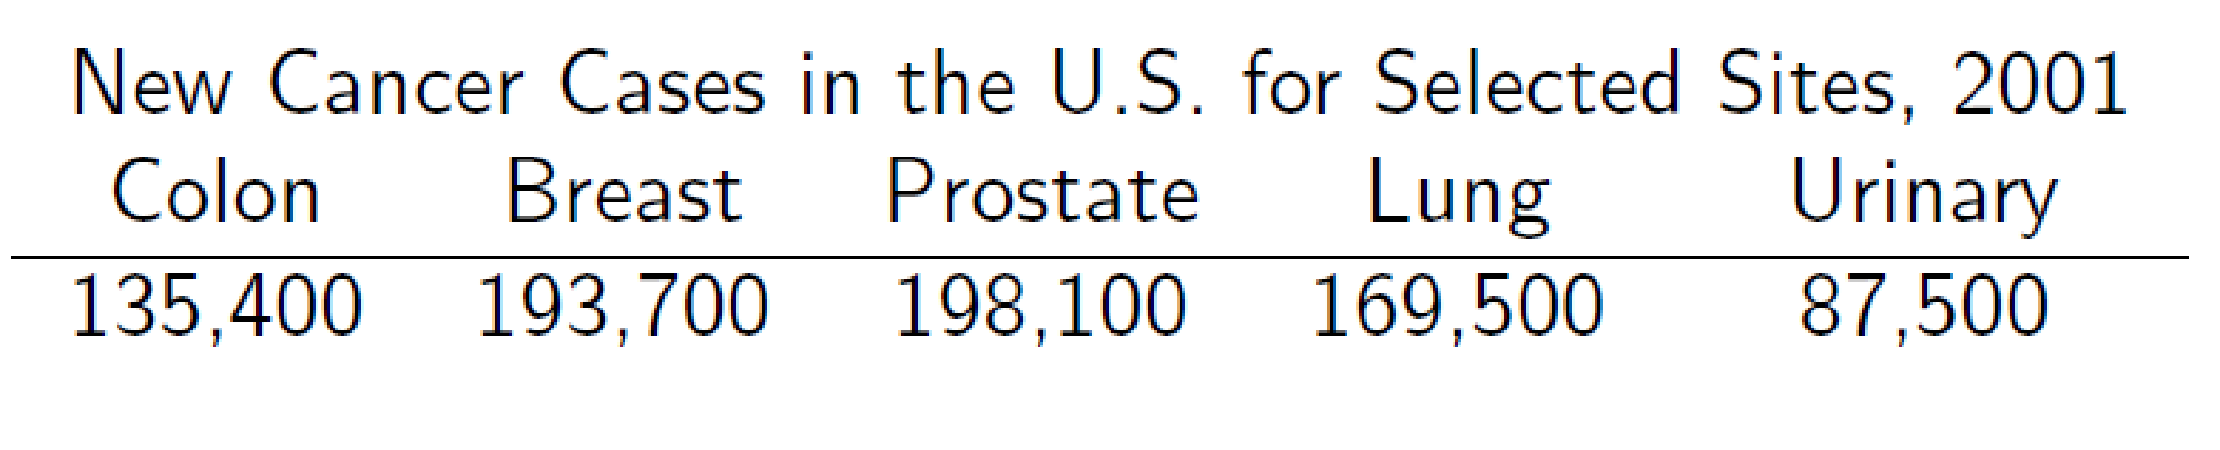 New Cancer Cases in the U.S. for Selected Sites, 2001
Colon Breast Prostate Lung Urinary
135,400 193,700 198,100 169,500 87,500